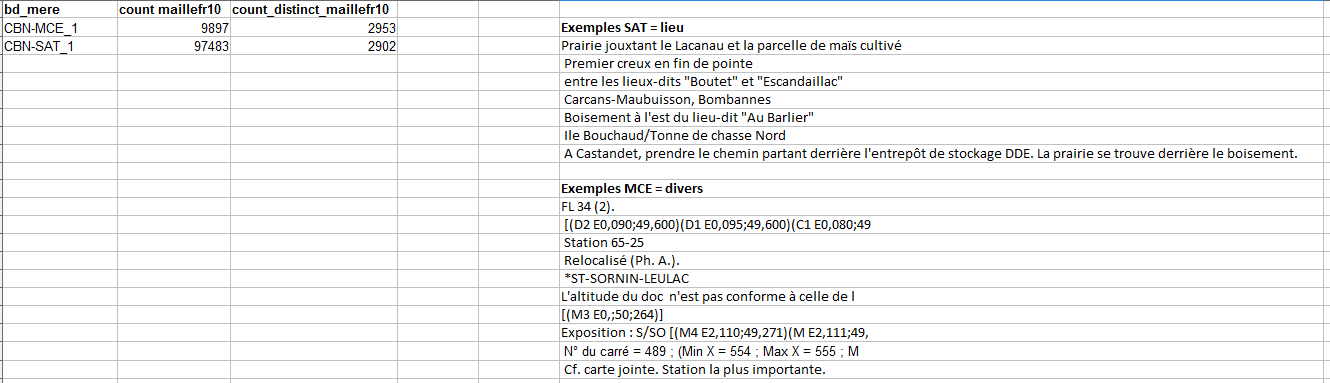 bd_mere count maillefr10 count_distinct_maillefr10
CBN-MCE_1 9897 2953 Exemples SAT = lieu
CBN-SAT_1 97483 2902 Prairie jouxtant le Lacanau et la parcelle de maïs cultivé
Premier creux en fin de pointe
entre les lieux-dits "Boutet" et "Escandaillac"
Carcans-Maubuisson, Bombannes
Boisement à l'est du lieu-dit "Au Barlier"
Ile Bouchaud/Tonne de chasse Nord
A Castandet, prendre le chemin partant derrière l'entrepôt de stockage DDE. La prairie se trouve derrière le boisement.
Exemples MCE = divers
FL 34 (2).
[(D2 E0,090;49,600)(D1 E0,095;49,600)(C1 E0,080;49
Station 65-25
Relocalisé (Ph. A.).
*ST-SORNIN-LEULAC
L'altitude du doc n'est pas conforme à celle de l
[(M3 E0,;50;264)]
Exposition : S/SO [(M4 E2,110;49,271)(M E2,111;49,
N° du carré = 489 ; (Min X = 554 ; Max X = 555 ; M
Cf. carte jointe. Station la plus importante.